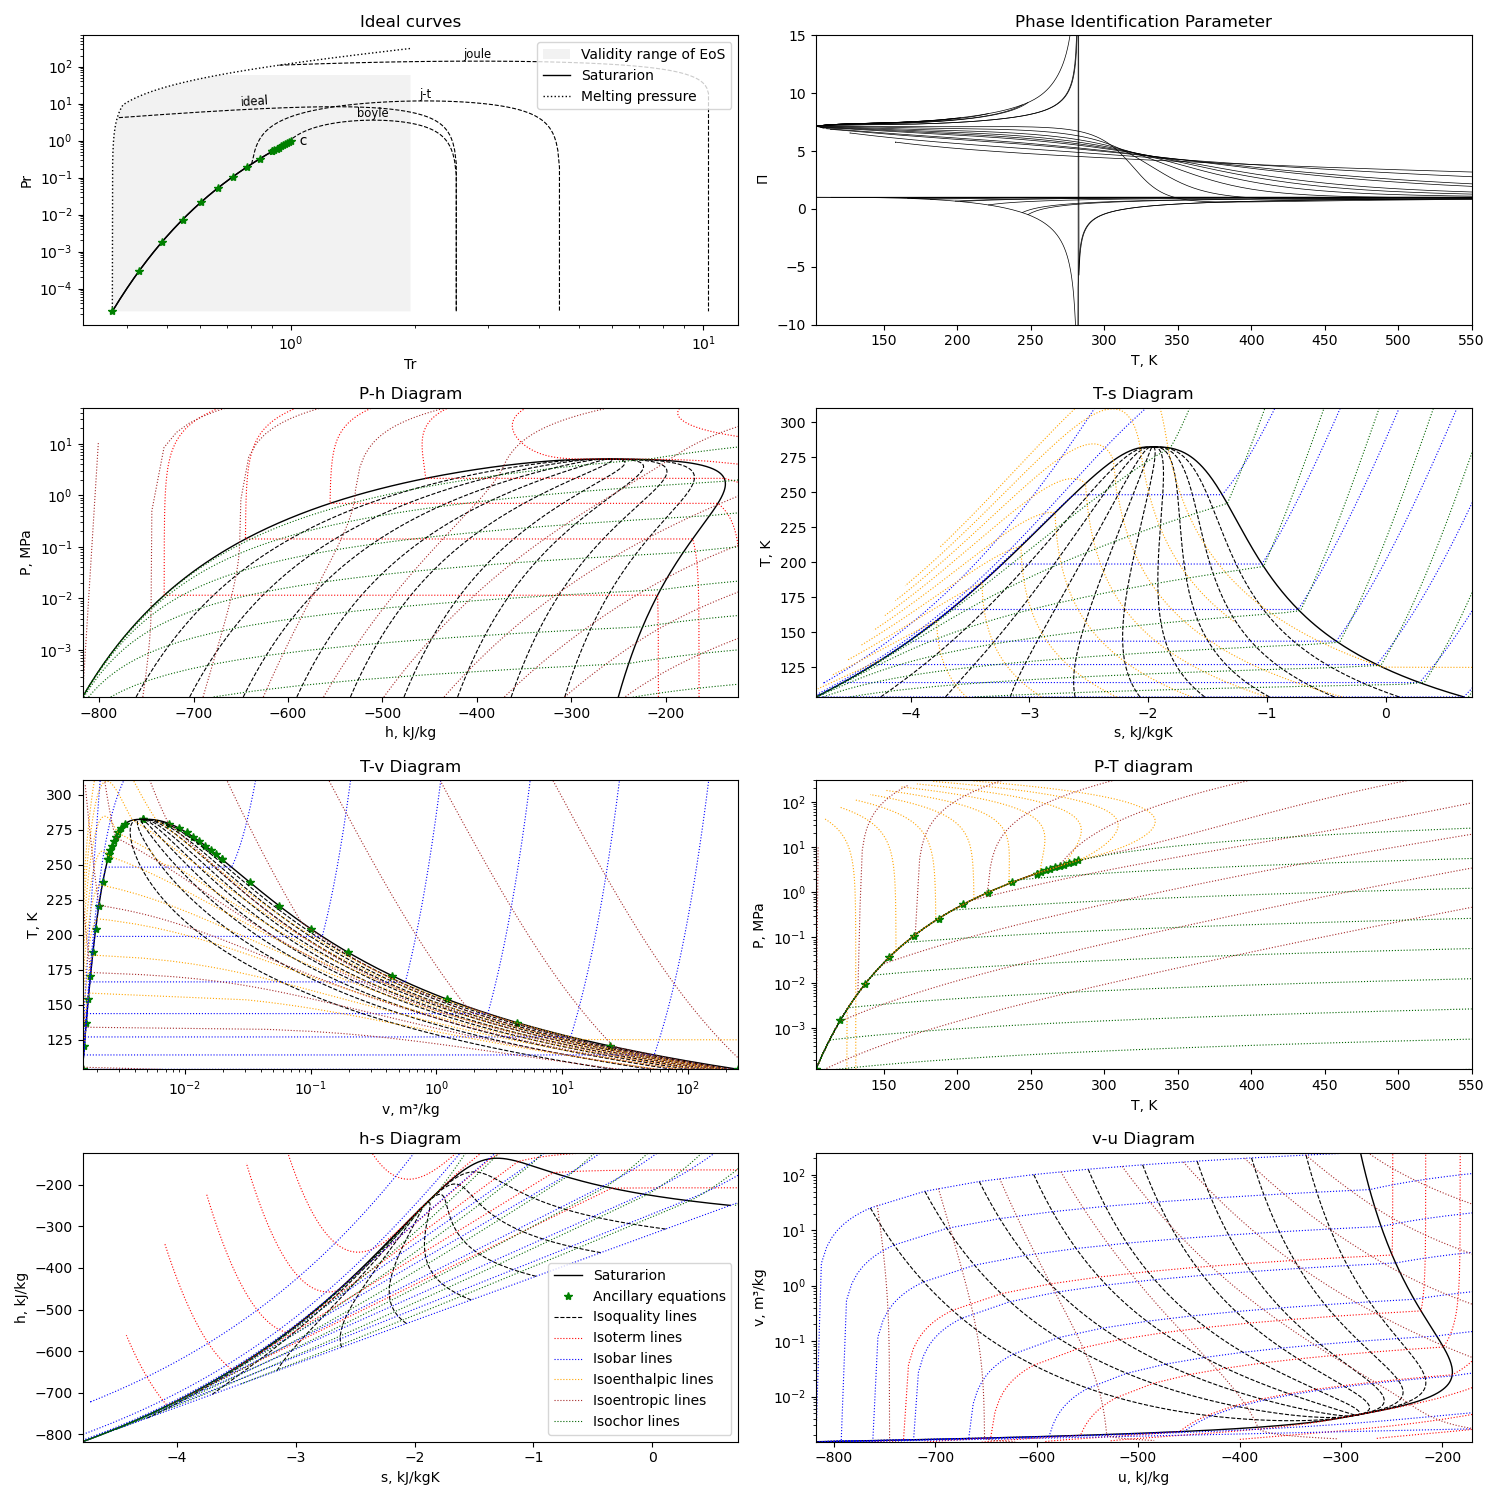 Ideal curves
Phase Identification Parameter
Validity range of EoS
Saturarion
Melting pressure
joule
ideal
j-t
boyle
c
10²
10¹
10⁰
10⁻¹
10⁻²
10⁻³
10⁻⁴
Pr
10⁰ 10¹
Tr
15
10
5
0
−5
−10
Π
150 200 250 300 350 400 450 500 550
T, K
P-h Diagram
T-s Diagram
10¹
10⁰
10⁻¹
10⁻²
10⁻³
P, MPa
−800 −700 −600 −500 −400 −300 −200
h, kJ/kg
300
275
250
225
200
175
150
125
T, K
−4 −3 −2 −1 0
s, kJ/kgK
T-v Diagram
P-T diagram
300
275
250
225
200
175
150
125
T, K
10⁻² 10⁻¹ 10⁰ 10¹ 10²
v, m³/kg
10²
10¹
10⁰
10⁻¹
10⁻²
10⁻³
P, MPa
150 200 250 300 350 400 450 500 550
T, K
h-s Diagram
v-u Diagram
−200
−300
−400
−500
−600
−700
−800
h, kJ/kg
Saturarion
Ancillary equations
Isoquality lines
Isoterm lines
Isobar lines
Isoenthalpic lines
Isoentropic lines
Isochor lines
−4 −3 −2 −1 0
s, kJ/kgK
10²
10¹
10⁰
10⁻¹
10⁻²
v, m³/kg
−800 −700 −600 −500 −400 −300 −200
u, kJ/kg